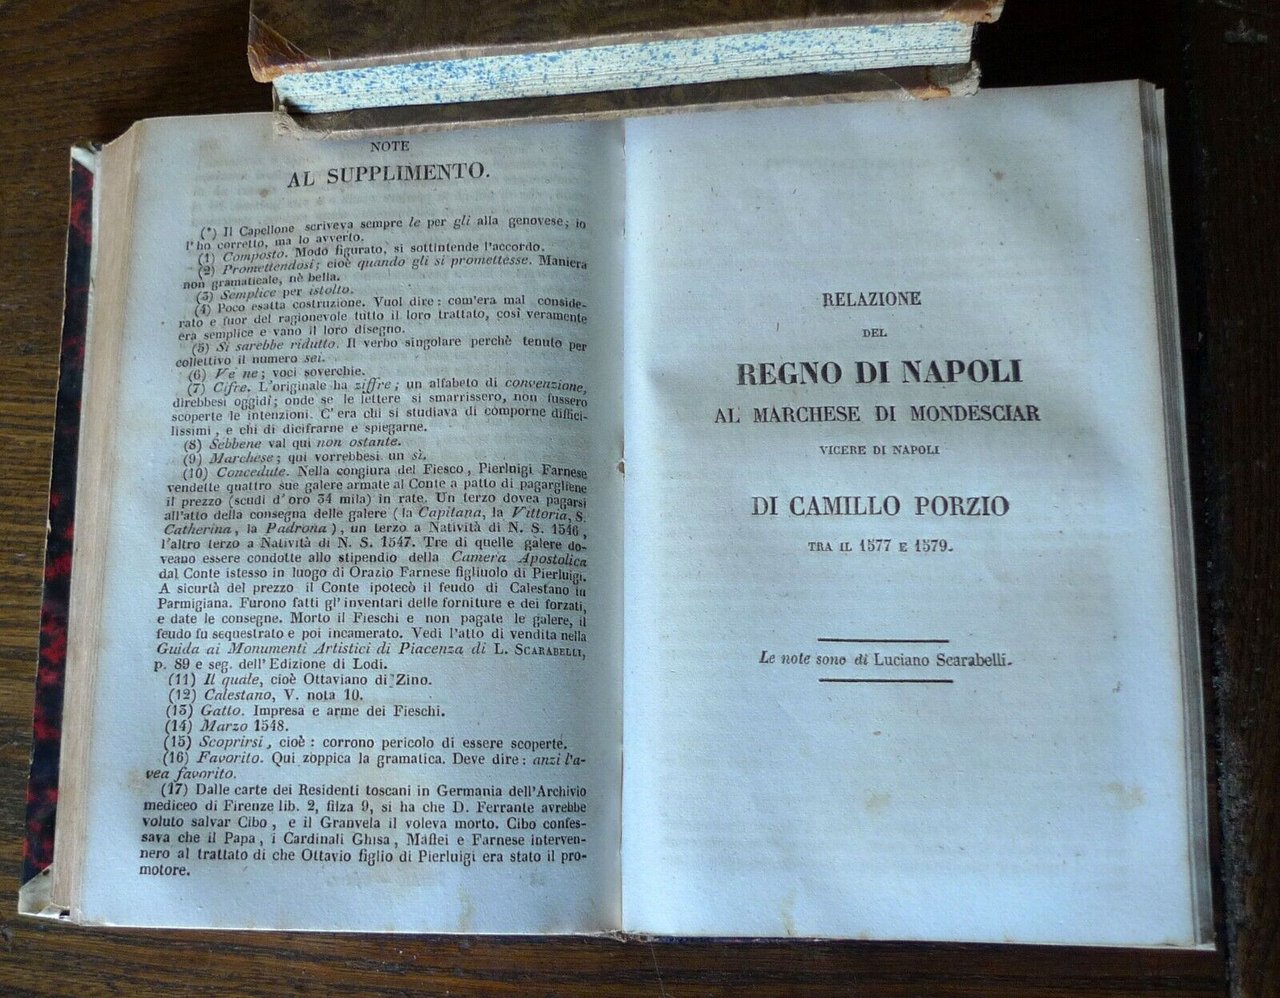 NOTE
AL SUPPLIMENTO.
(*) Il Capellone scriveva sempre le per gli alla genovese; io
l'ho corretto, ma lo avverto.
(1) Composto. Modo figurato, si sottintende l'accordo.
(2) Promettendosi; cioè quando gli si promettesse. Maniera
non gramaticale, nè bella.
(3) Semplice per istolto.
(4) Poco esatta costruzione. Vuol dire: com'era mal conside-
rato e fuor del ragionevole tutto il loro trattato, così veramente
era semplice e vano il loro disegno.
(5) Si sarebbe ridutto. Il verbo singolare perchè tenuto per
collettivo il numero sei.
(6) Ve ne; voci soverchie.
(7) Cifre. L'originale ha ziffre; un alfabeto di convenzione,
direbbesi oggidì; onde se le lettere si smarrissero, non fussero
scoperte le intenzioni. C'era chi si studiava di comporne difficil-
lissimi, e chi di dicifrarne e spiegarne.
(8) Sebbene val qui non ostante.
(9) Marchese; qui vorrebbesi un sì.
(10) Concedute. Nella congiura del Fiesco, Pierluigi Farnese
vendette quattro sue galere armate al Conte a patto di pagargliene
il prezzo (scudi d'oro 34 mila) in rate. Un terzo dovea pagarsi
all'atto della consegna delle galere (la Capitana, la Vittoria, S.
Catherina, la Padrona), un terzo a Natività di N. S. 1546,
l'altro terzo a Natività di N. S. 1547. Tre di quelle galere do-
veano essere condotte allo stipendio della Camera Apostolica
dal Conte istesso in luogo di Orazio Farnese figliuolo di Pierluigi.
A sicurtà del prezzo il Conte ipotecò il feudo di Calestano in
Parmigiana. Furono fatti gl'inventari delle forniture e dei forzati,
e date le consegne. Morto il Fieschi e non pagate le galere, il
feudo fu sequestrato e poi incamerato. Vedi l'atto di vendita nella
Guida ai Monumenti Artistici di Piacenza di L. SCARABELLI,
p. 89 e seg. dell'Edizione di Lodi.
(11) Il quale, cioè Ottaviano di Zino.
(12) Calestano, V. nota 10.
(13) Gatto. Impresa e arme dei Fieschi.
(14) Marzo 1548.
(15) Scoprirsi, cioè: corrono pericolo di essere scoperte.
(16) Favorito. Qui zoppica la gramatica. Deve dire: anzi l'a-
vea favorito.
(17) Dalle carte dei Residenti toscani in Germania dell'Archivio
mediceo di Firenze lib. 2, filza 9, si ha che D. Ferrante avrebbe
voluto salvar Cibo, e il Granvela il voleva morto. Cibo confes-
sava che il Papa, i Cardinali Ghisa, Maffei e Farnese interven-
nero al trattato di che Ottavio figlio di Pierluigi era stato il pro-
motore.
RELAZIONE
DEL
REGNO DI NAPOLI
AL MARCHESE DI MONDESCIAR
VICERE DI NAPOLI
DI CAMILLO PORZIO
TRA IL 1577 E 1579.
Le note sono di Luciano Scarabelli.